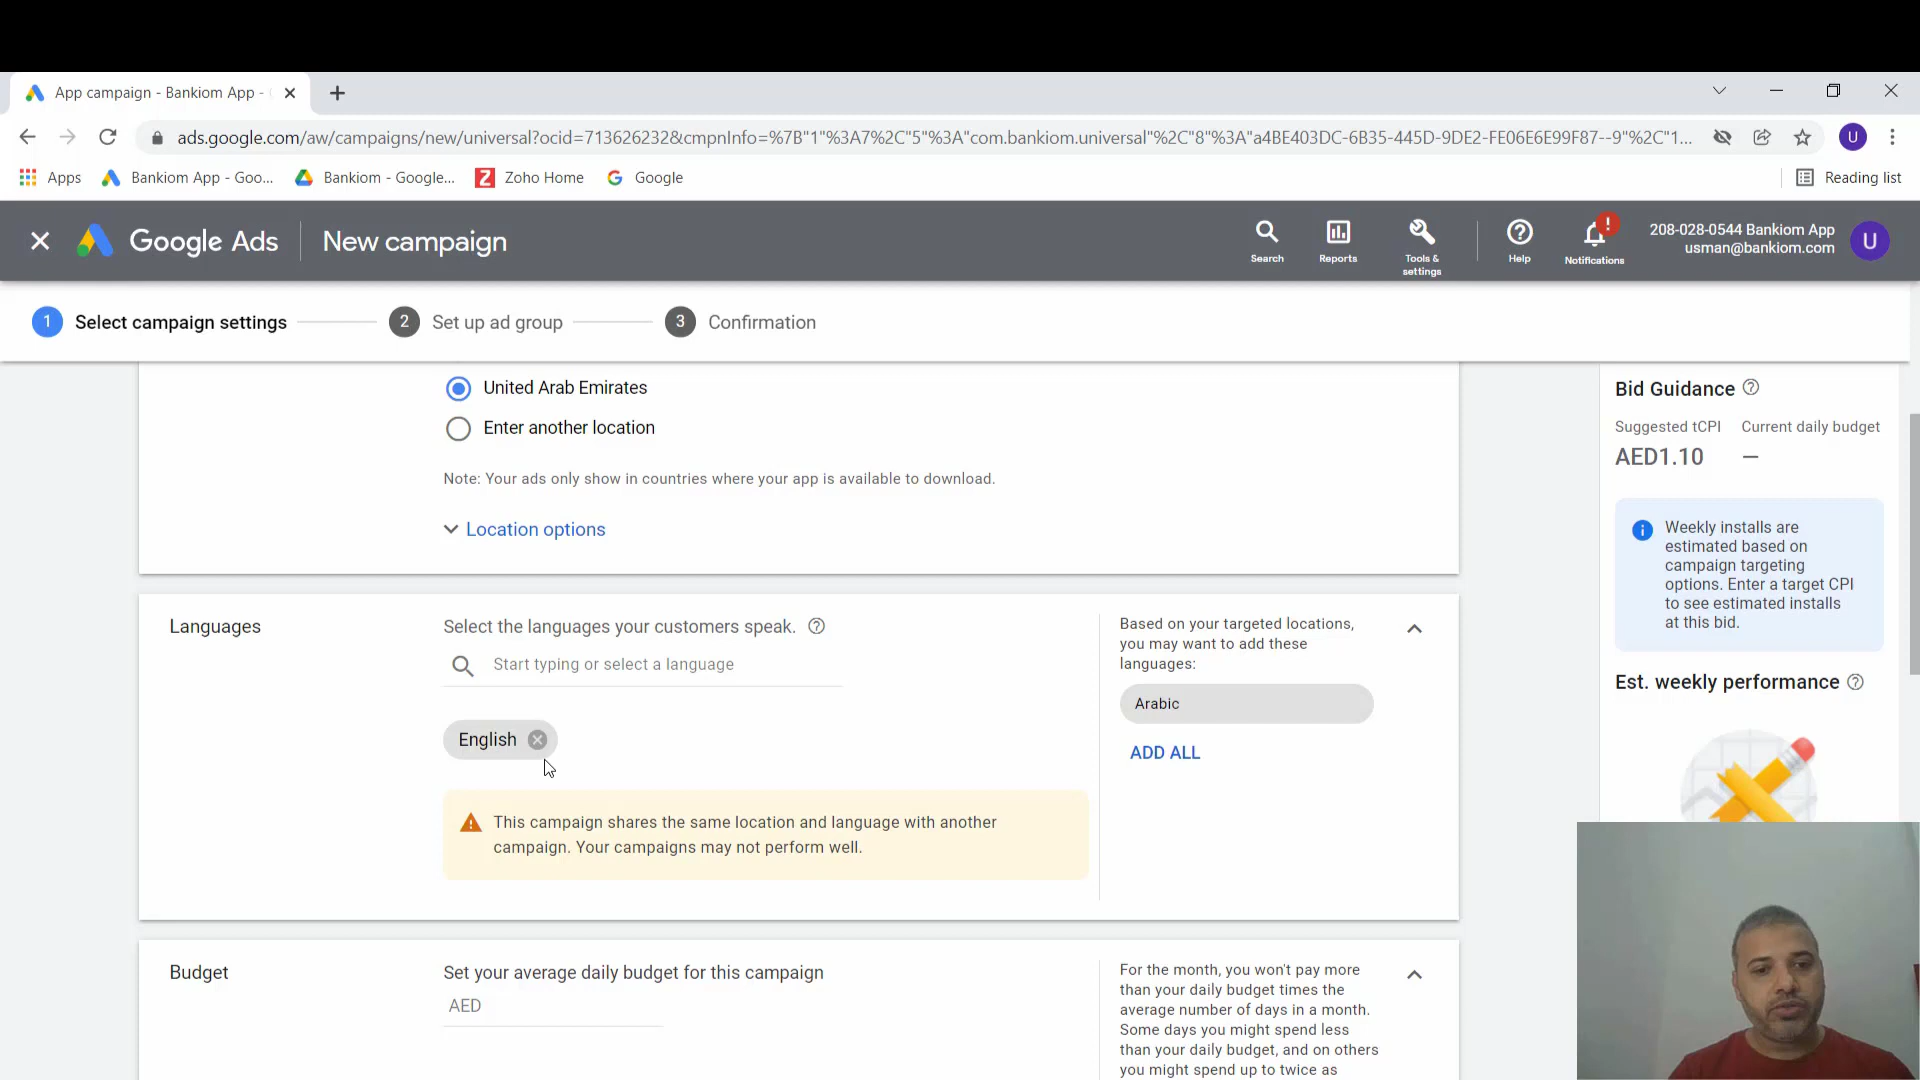 App campaign - Bankiom App -
ads.google.com/aw/campaigns/new/universal?ocid=713626232&cmpnInfo=%7B"1"%3A7%2C"5"%3A"com.bankiom.universal"%2C"8"%3A"a4BE403DC-6B35-445D-9DE2-FE06E6E99F87--9"%2C"1...
U
Apps
Bankiom App - Goo...
Bankiom - Google...
Z
Zoho Home
Google
Reading list
Google Ads
New campaign
Search
Reports
Tools &
settings
Help
!
Notifications
208-028-0544 Bankiom App
usman@bankiom.com
U
1
Select campaign settings
2
Set up ad group
3
Confirmation
United Arab Emirates
Enter another location
Note: Your ads only show in countries where your app is available to download.
Location options
Languages
Select the languages your customers speak.
Start typing or select a language
English
This campaign shares the same location and language with another
campaign. Your campaigns may not perform well.
Based on your targeted locations,
you may want to add these
languages:
Arabic
ADD ALL
Budget
Set your average daily budget for this campaign
AED
For the month, you won't pay more
than your daily budget times the
average number of days in a month.
Some days you might spend less
than your daily budget, and on others
you might spend up to twice as
Bid Guidance
Suggested tCPI
Current daily budget
AED1.10
—
Weekly installs are
estimated based on
campaign targeting
options. Enter a target CPI
to see estimated installs
at this bid.
Est. weekly performance